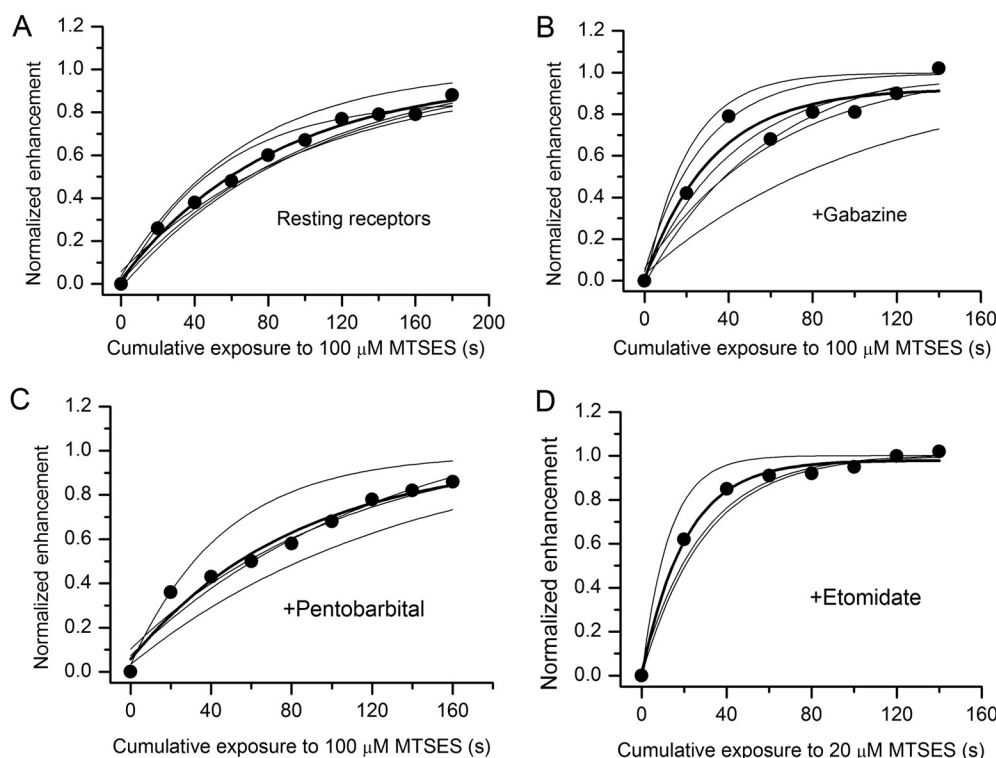 A
Normalized enhancement
1.2
1.0
0.8
0.6
0.4
0.2
0.0
Resting receptors
0 40 80 120 160 200
Cumulative exposure to 100 μM MTSES (s)
B
Normalized enhancement
1.2
1.0
0.8
0.6
0.4
0.2
0.0
+Gabazine
0 40 80 120 160
Cumulative exposure to 100 μM MTSES (s)
C
Normalized enhancement
1.2
1.0
0.8
0.6
0.4
0.2
0.0
+Pentobarbital
0 40 80 120 160
Cumulative exposure to 100 μM MTSES (s)
D
Normalized enhancement
1.2
1.0
0.8
0.6
0.4
0.2
0.0
+Etomidate
0 40 80 120 160
Cumulative exposure to 20 μM MTSES (s)